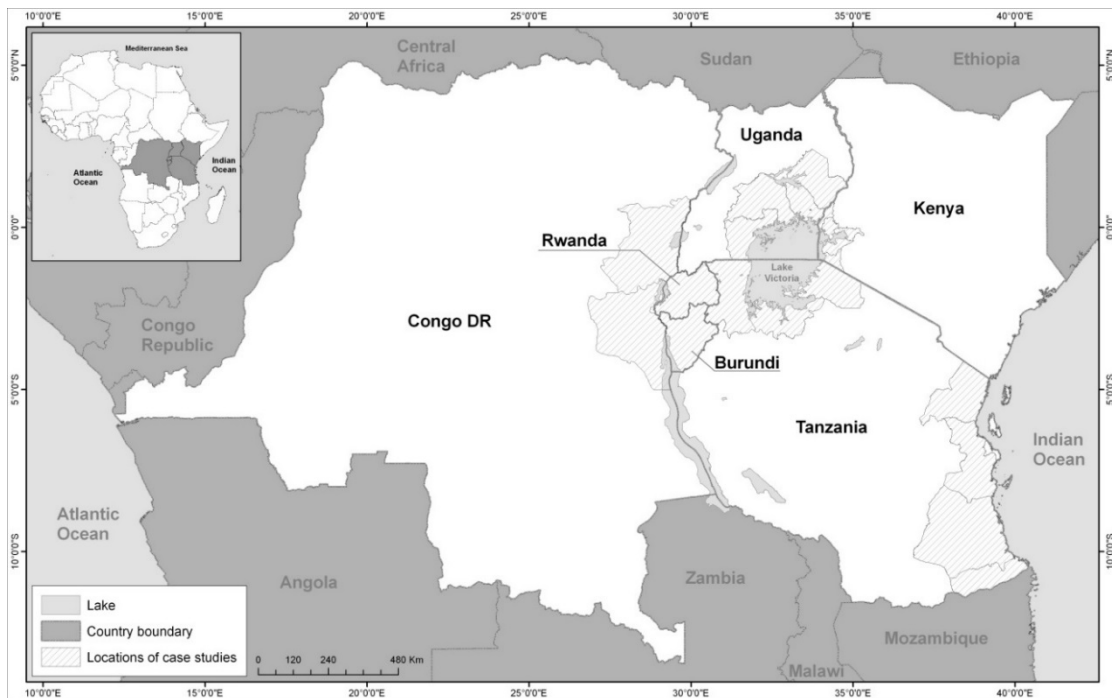 10°0'0"E 15°0'0"E 20°0'0"E 25°0'0"E 30°0'0"E 35°0'0"E 40°0'0"E
Mediterranean Sea
Atlantic
Ocean
Indian
Ocean
Central
Africa
Sudan
Ethiopia
5°0'0"N
5°0'0"N
Uganda
Kenya
0°0'0"
0°0'0"
Rwanda
Lake
Victoria
Congo
Republic
Congo DR
Burundi
5°0'0"S
5°0'0"S
Tanzania
Indian
Ocean
Atlantic
Ocean
10°0'0"S
10°0'0"S
Angola
Zambia
Mozambique
Malawi
Lake
Country boundary
Locations of case studies
0 120 240 480 Km
10°0'0"E 15°0'0"E 20°0'0"E 25°0'0"E 30°0'0"E 35°0'0"E 40°0'0"E